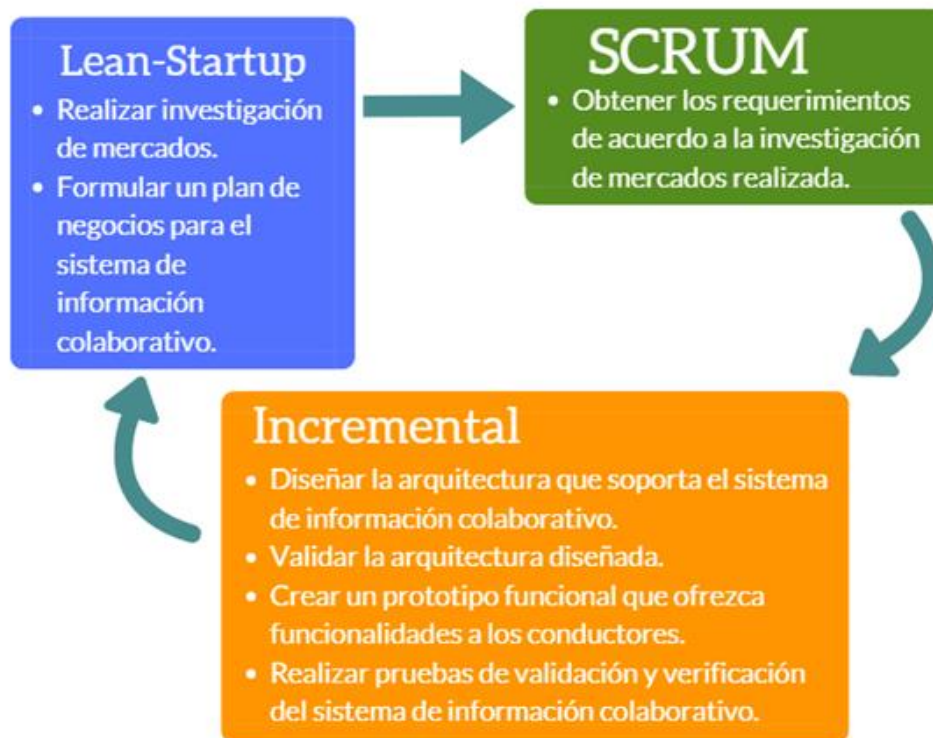 Lean-Startup
• Realizar investigación
de mercados.
• Formular un plan de
negocios para el
sistema de
información
colaborativo.
SCRUM
• Obtener los requerimientos
de acuerdo a la investigación
de mercados realizada.
Incremental
• Diseñar la arquitectura que soporta el sistema
de información colaborativo.
• Validar la arquitectura diseñada.
• Crear un prototipo funcional que ofrezca
funcionalidades a los conductores.
• Realizar pruebas de validación y verificación
del sistema de información colaborativo.